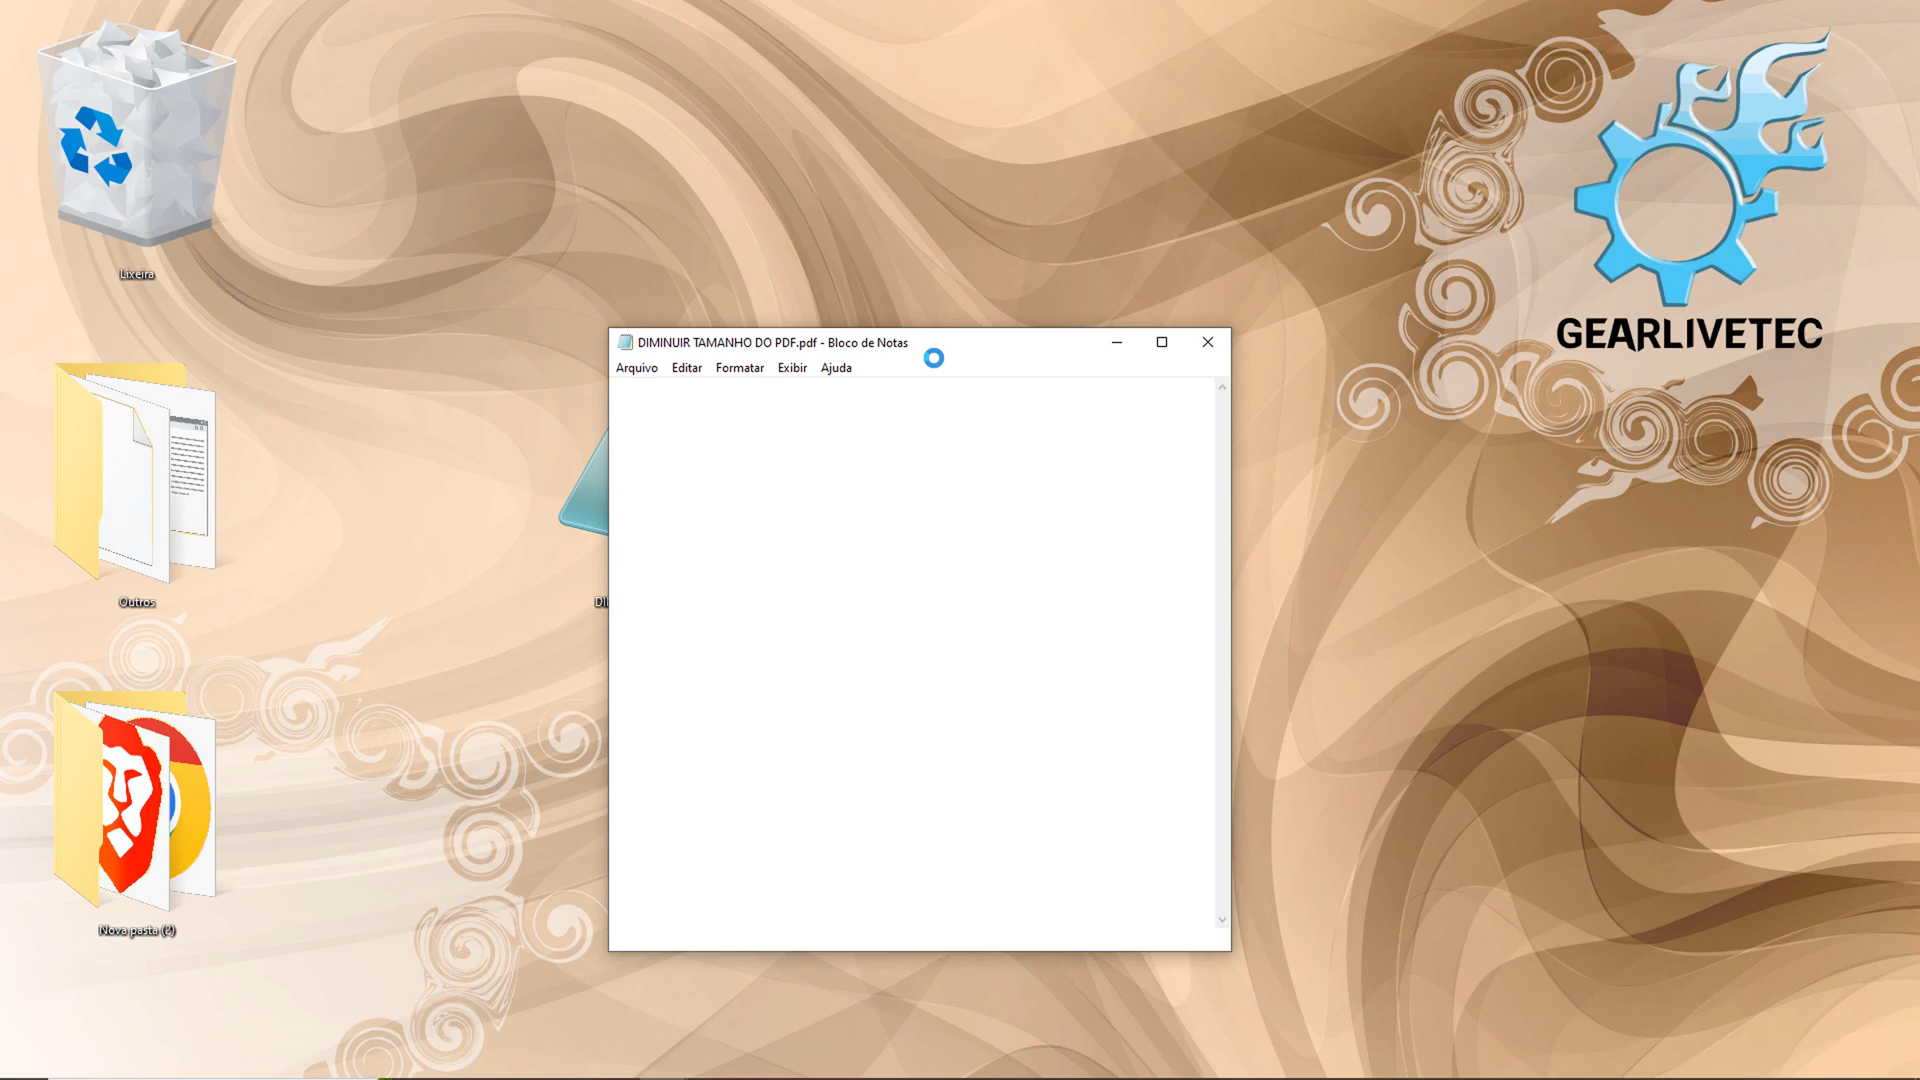 GEARLIVETEC
Lixeira
DIMINUIR TAMANHO DO PDF.pdf - Bloco de Notas
Arquivo Editar Formatar Exibir Ajuda
Outros
DI
Nova pasta (2)